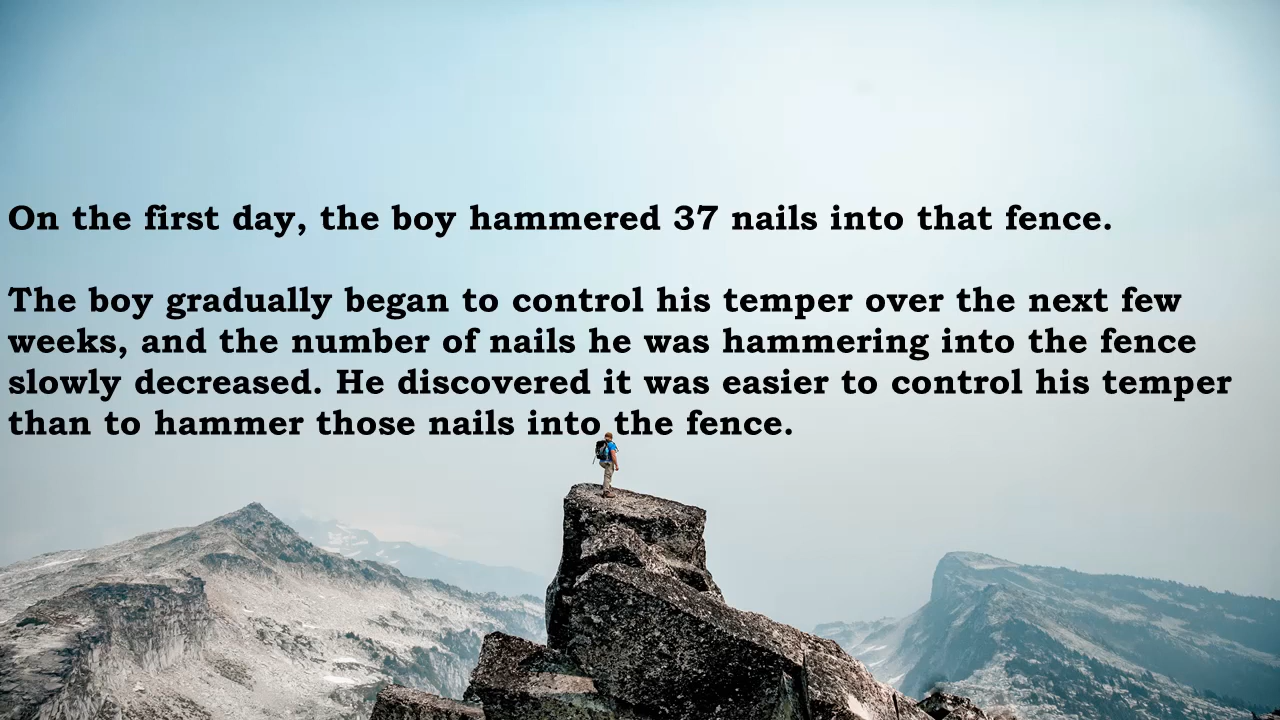 On the first day, the boy hammered 37 nails into that fence.
The boy gradually began to control his temper over the next few
weeks, and the number of nails he was hammering into the fence
slowly decreased. He discovered it was easier to control his temper
than to hammer those nails into the fence.